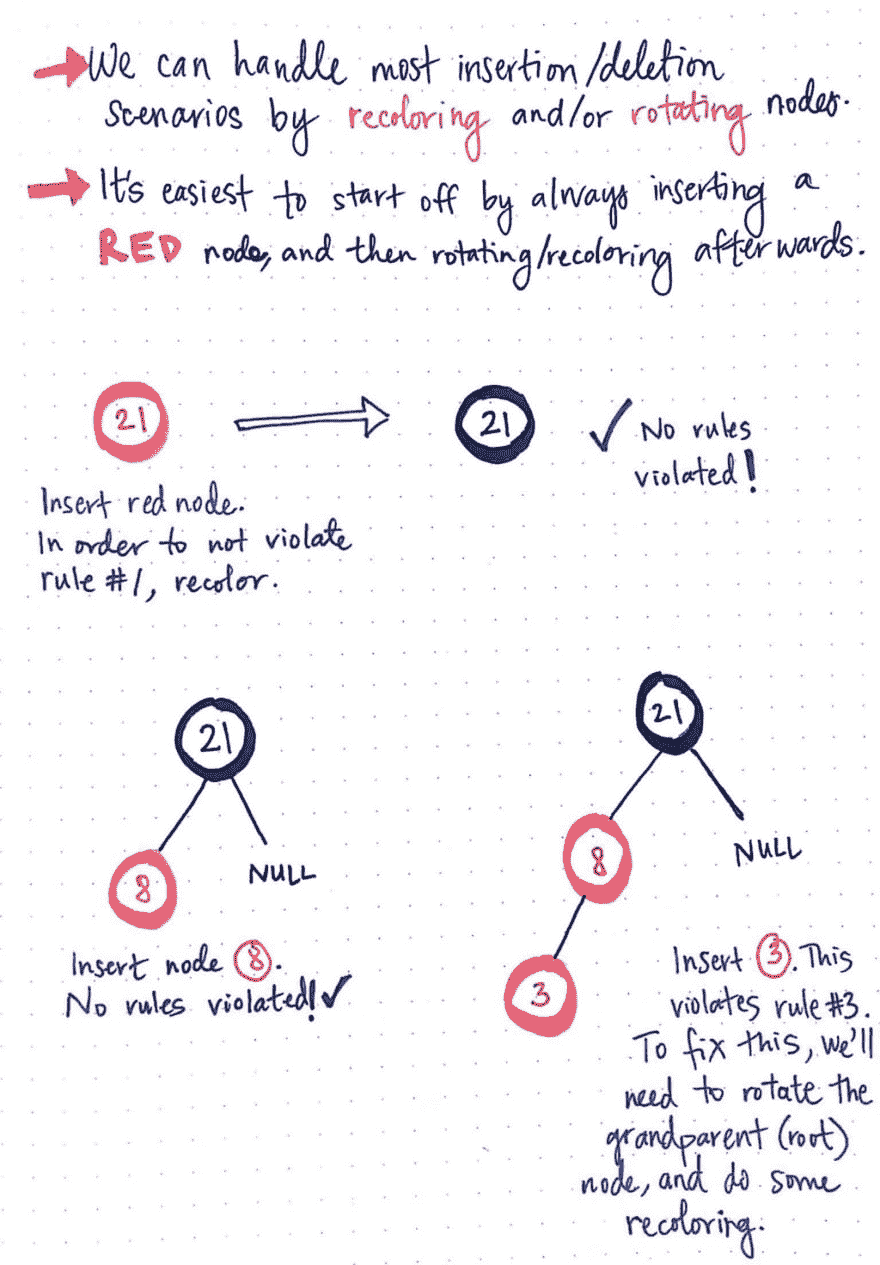 We can handle most insertion/deletion
scenarios by recoloring and/or rotating nodes.
It's easiest to start off by always inserting a
RED node, and then rotating/recoloring afterwards.
21
21
No rules
violated!
Insert red node.
In order to not violate
rule #1, recolor.
21
8
NULL
Insert node 8.
No rules violated!
21
8
NULL
3
Insert 3. This
violates rule #3.
To fix this, we'll
need to rotate the
grandparent (root)
node, and do some
recoloring.